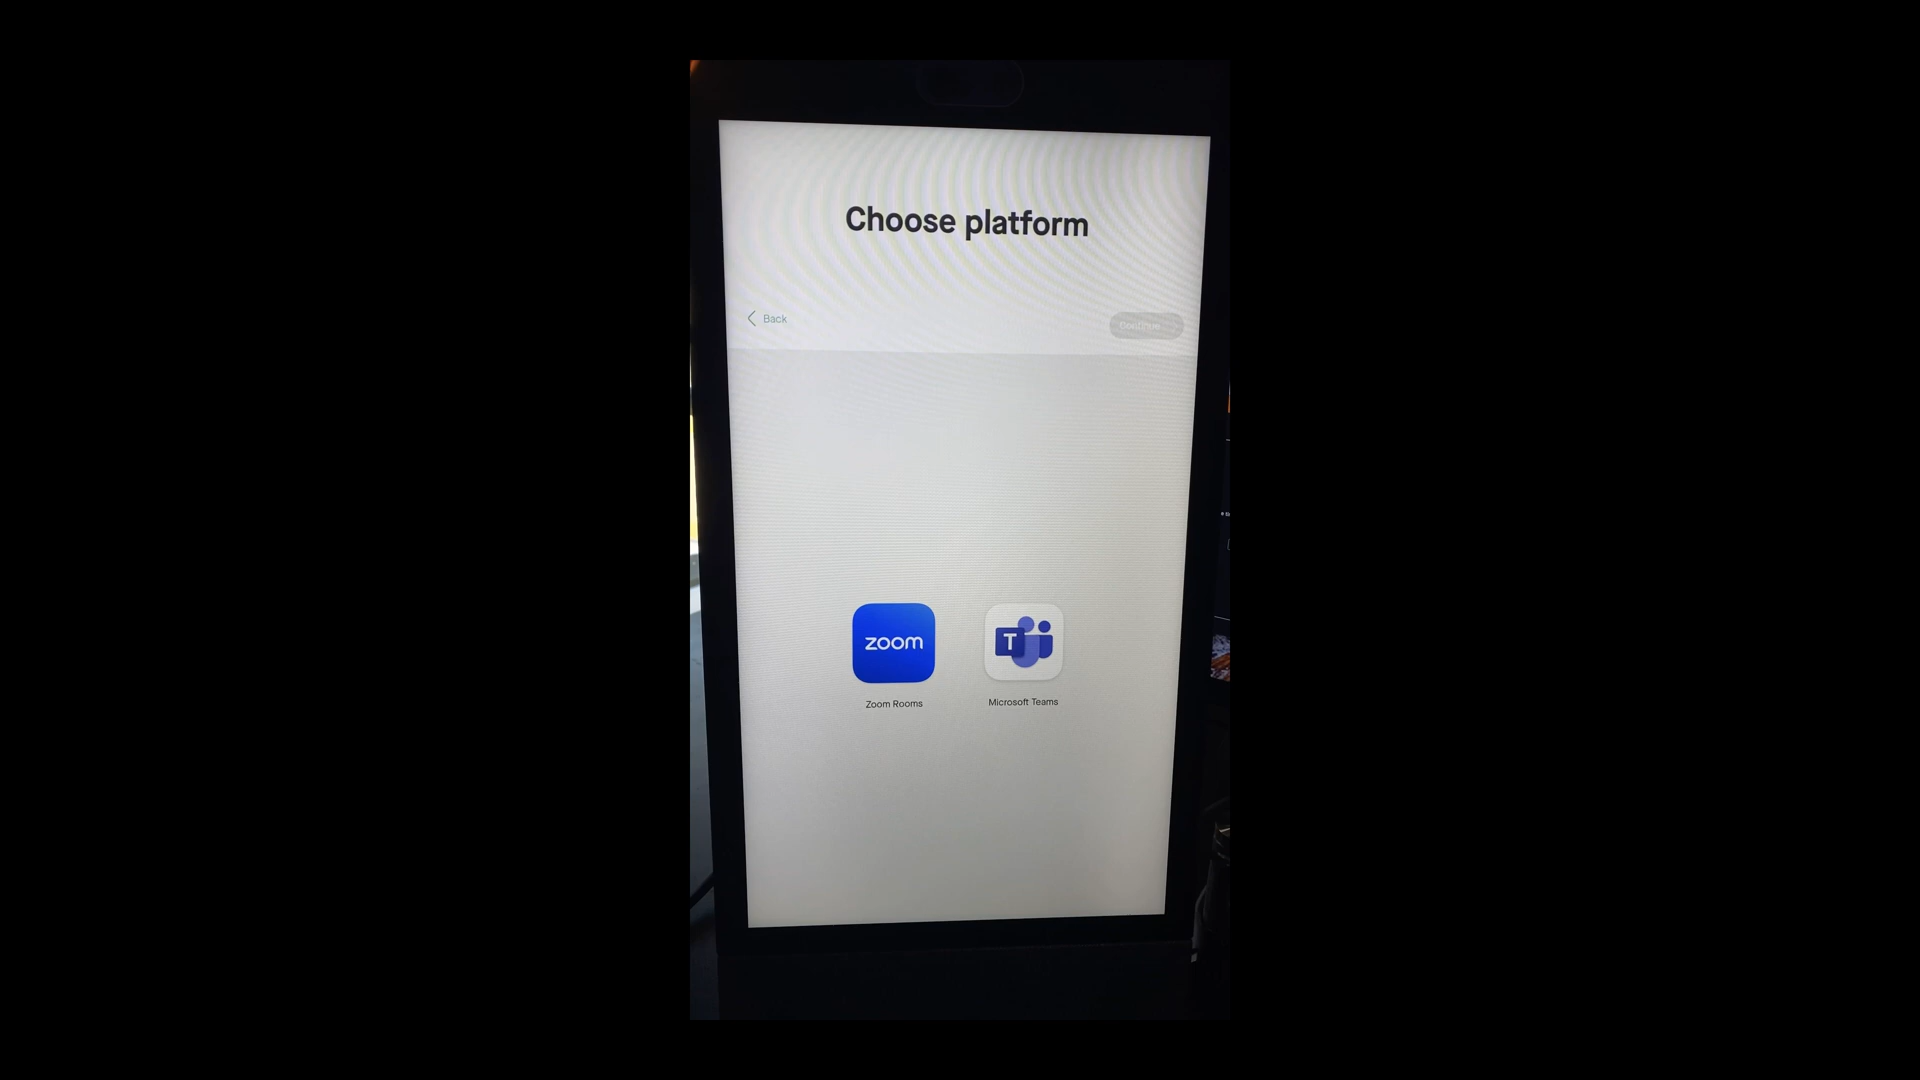 Choose platform
Back
Continue
zoom
T
Zoom Rooms
Microsoft Teams